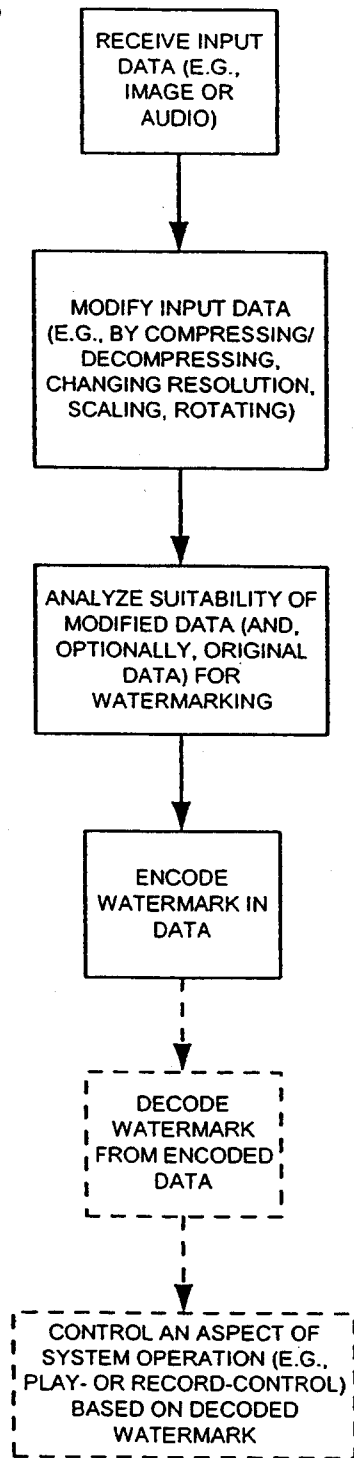 RECEIVE INPUT
DATA (E.G.,
IMAGE OR
AUDIO)
MODIFY INPUT DATA
(E.G., BY COMPRESSING/
DECOMPRESSING,
CHANGING RESOLUTION,
SCALING, ROTATING)
ANALYZE SUITABILITY OF
MODIFIED DATA (AND,
OPTIONALLY, ORIGINAL
DATA) FOR
WATERMARKING
ENCODE
WATERMARK IN
DATA
DECODE
WATERMARK
FROM ENCODED
DATA
CONTROL AN ASPECT OF
SYSTEM OPERATION (E.G.,
PLAY- OR RECORD-CONTROL)
BASED ON DECODED
WATERMARK